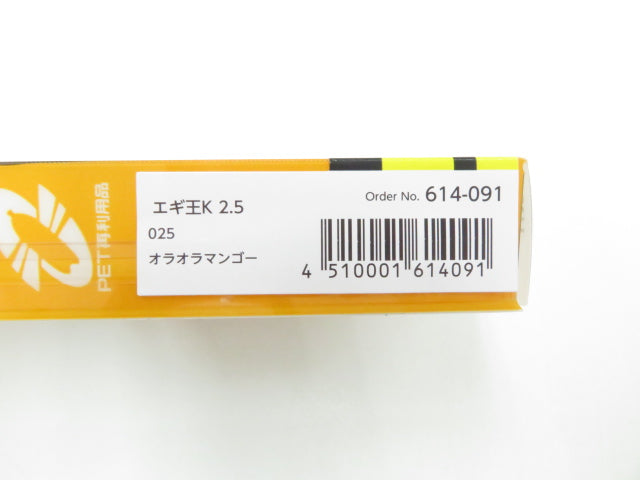 PET再利用品
エギ王K 2.5
Order No. 614-091
025
オラオラマンゴー
4 510001 614091